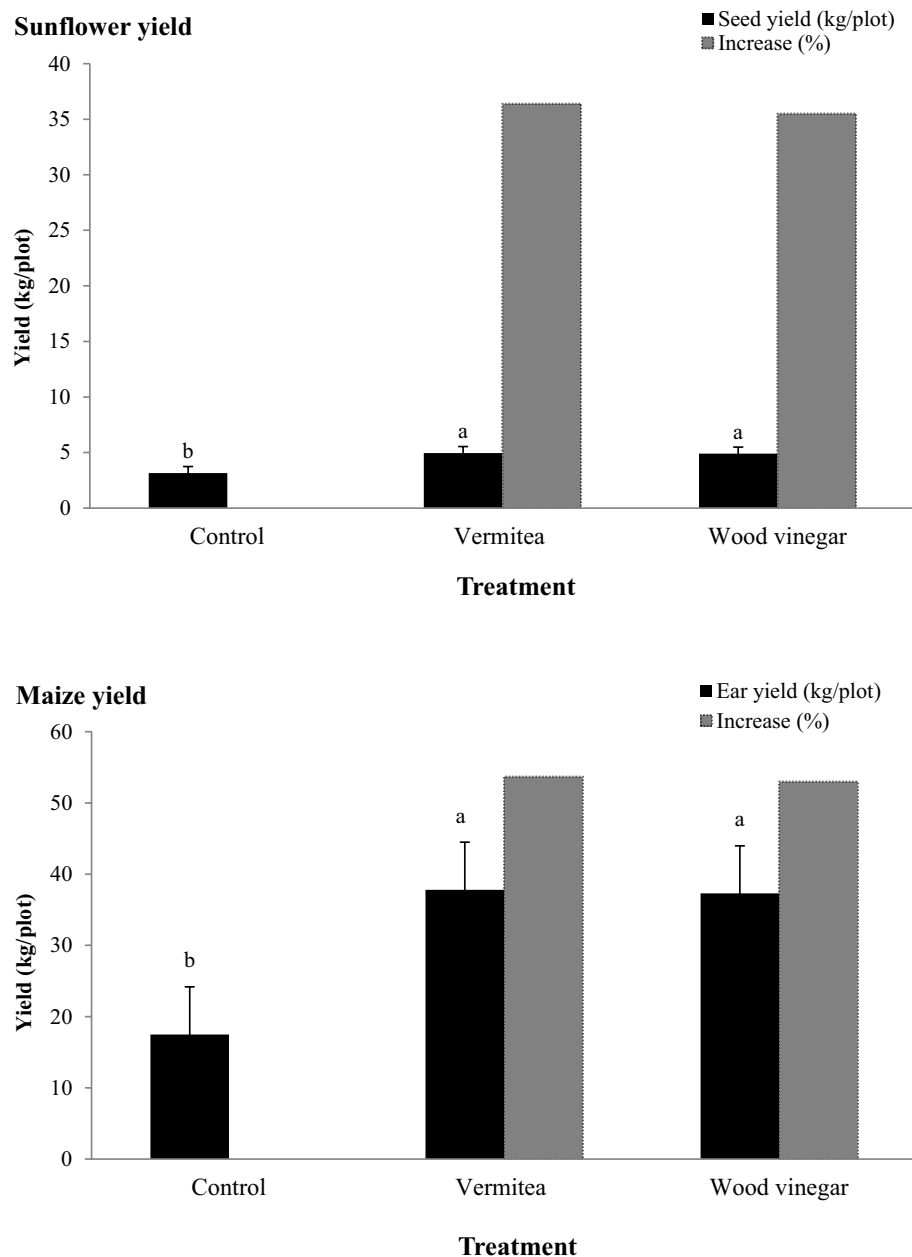 Sunflower yield
Seed yield (kg/plot)
Increase (%)
Yield (kg/plot)
40
35
30
25
20
15
10
5
0
b
a
a
Control Vermitea Wood vinegar
Treatment
Maize yield
Ear yield (kg/plot)
Increase (%)
Yield (kg/plot)
60
50
40
30
20
10
0
b
a
a
Control Vermitea Wood vinegar
Treatment